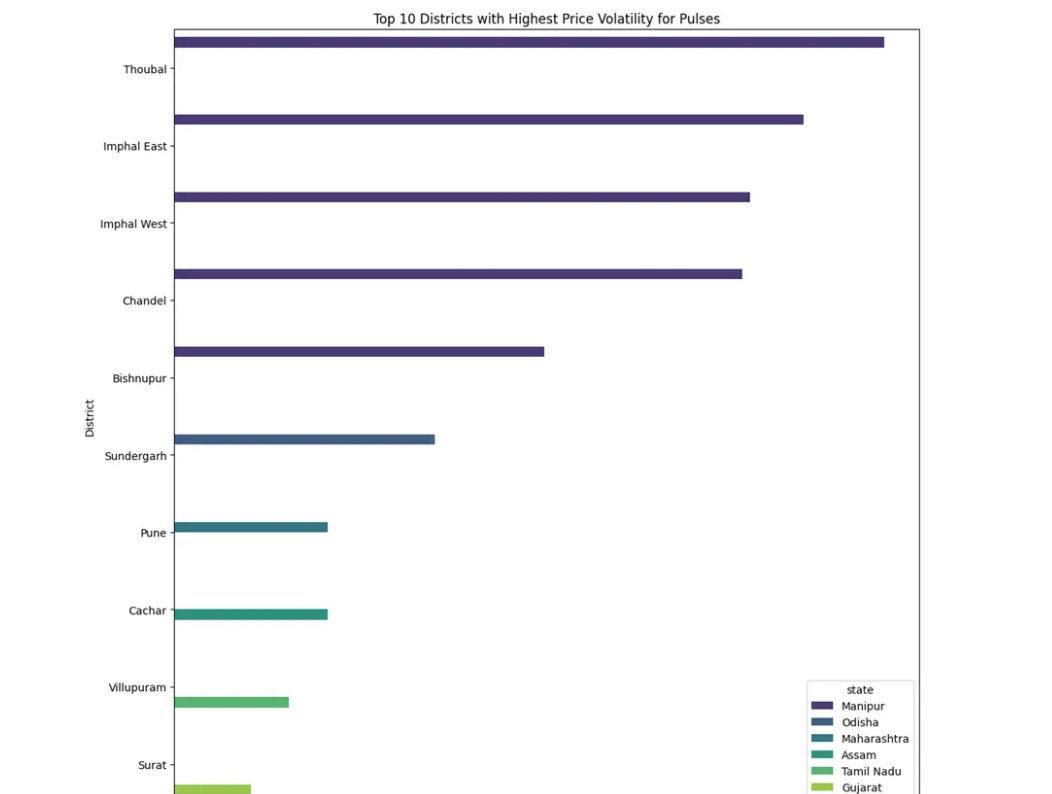 Top 10 Districts with Highest Price Volatility for Pulses
Thoubal
Imphal East
Imphal West
Chandel
Bishnupur
District
Sundergarh
Pune
Cachar
Villupuram
Surat
state
Manipur
Odisha
Maharashtra
Assam
Tamil Nadu
Gujarat